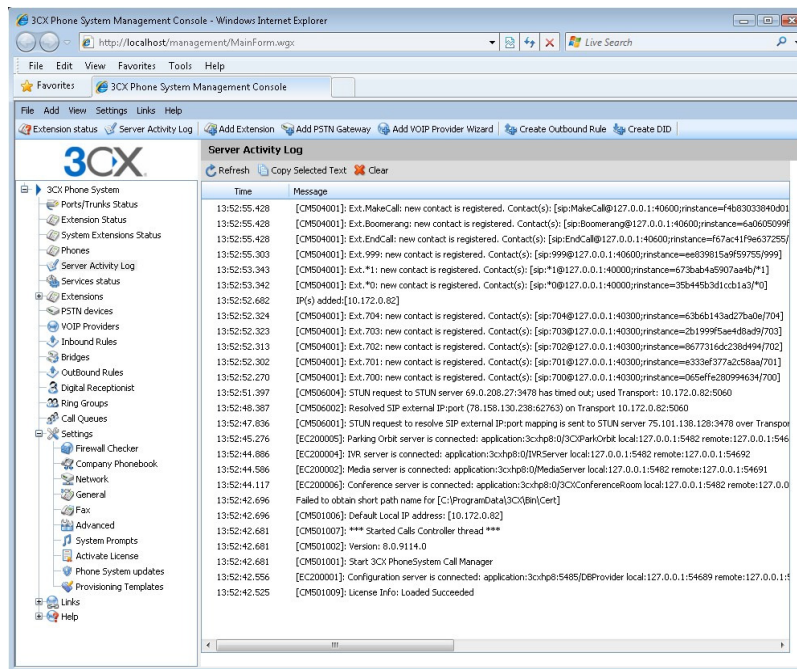 3CX Phone System Management Console - Windows Internet Explorer
http://localhost/management/MainForm.wgx
Live Search
File Edit View Favorites Tools Help
Favorites
3CX Phone System Management Console
File Add View Settings Links Help
Extension status Server Activity Log Add Extension Add PSTN Gateway Add VOIP Provider Wizard Create Outbound Rule Create DID
3CX
3CX Phone System
Ports/Trunks Status
Extension Status
System Extensions Status
Phones
Server Activity Log
Services status
Extensions
PSTN devices
VOIP Providers
Inbound Rules
Bridges
OutBound Rules
Digital Receptionist
Ring Groups
Call Queues
Settings
Firewall Checker
Company Phonebook
Network
General
Fax
Advanced
System Prompts
Activate License
Phone System updates
Provisioning Templates
Links
Help
Server Activity Log
Refresh Copy Selected Text Clear
Time Message
13:52:55.428 [CM504001]: Ext.MakeCall: new contact is registered. Contact(s): [sip:MakeCall@127.0.0.1:40600;rinstance=f4b83033840d01
13:52:55.428 [CM504001]: Ext.Boomerang: new contact is registered. Contact(s): [sip:Boomerang@127.0.0.1:40600;rinstance=6a0605099f
13:52:55.428 [CM504001]: Ext.EndCall: new contact is registered. Contact(s): [sip:EndCall@127.0.0.1:40600;rinstance=f67ac41f9e637255/
13:52:55.303 [CM504001]: Ext.999: new contact is registered. Contact(s): [sip:999@127.0.0.1:40600;rinstance=ee839815a9f59755/999]
13:52:53.343 [CM504001]: Ext.*1: new contact is registered. Contact(s): [sip:*1@127.0.0.1:40000;rinstance=673bab4a5907aa4b/*1]
13:52:53.342 [CM504001]: Ext.*0: new contact is registered. Contact(s): [sip:*0@127.0.0.1:40000;rinstance=35b445b3d1ccb1a3/*0]
13:52:52.682 IP(s) added:[10.172.0.82]
13:52:52.324 [CM504001]: Ext.704: new contact is registered. Contact(s): [sip:704@127.0.0.1:40300;rinstance=63b6b143ad27ba0e/704]
13:52:52.323 [CM504001]: Ext.703: new contact is registered. Contact(s): [sip:703@127.0.0.1:40300;rinstance=2b1999f5ae4d8ad9/703]
13:52:52.313 [CM504001]: Ext.702: new contact is registered. Contact(s): [sip:702@127.0.0.1:40300;rinstance=8677316dc238d494/702]
13:52:52.302 [CM504001]: Ext.701: new contact is registered. Contact(s): [sip:701@127.0.0.1:40300;rinstance=e333ef377a2c58aa/701]
13:52:52.270 [CM504001]: Ext.700: new contact is registered. Contact(s): [sip:700@127.0.0.1:40300;rinstance=065effe280994634/700]
13:52:51.397 [CM506004]: STUN request to STUN server 69.0.208.27:3478 has timed out; used Transport: 10.172.0.82:5060
13:52:48.387 [CM506002]: Resolved SIP external IP:port (78.158.130.238:62763) on Transport 10.172.0.82:5060
13:52:47.836 [CM506001]: STUN request to resolve SIP external IP:port mapping is sent to STUN server 75.101.138.128:3478 over Transpor
13:52:45.276 [EC200005]: Parking Orbit server is connected: application:3cxhp8:0/3CXParkOrbit local:127.0.0.1:5482 remote:127.0.0.1:546
13:52:44.886 [EC200004]: IVR server is connected: application:3cxhp8:0/IVRServer local:127.0.0.1:5482 remote:127.0.0.1:54692
13:52:44.586 [EC200002]: Media server is connected: application:3cxhp8:0/MediaServer local:127.0.0.1:5482 remote:127.0.0.1:54691
13:52:44.117 [EC200006]: Conference server is connected: application:3cxhp8:0/3CXConferenceRoom local:127.0.0.1:5482 remote:127.0.0
13:52:42.696 Failed to obtain short path name for [C:\ProgramData\3CX\Bin\Cert]
13:52:42.696 [CM501006]: Default Local IP address: [10.172.0.82]
13:52:42.681 [CM501007]: *** Started Calls Controller thread ***
13:52:42.681 [CM501002]: Version: 8.0.9114.0
13:52:42.681 [CM501001]: Start 3CX PhoneSystem Call Manager
13:52:42.556 [EC200001]: Configuration server is connected: application:3cxhp8:5485/DBProvider local:127.0.0.1:54689 remote:127.0.0.1:5
13:52:42.525 [CM501009]: License Info: Loaded Succeeded